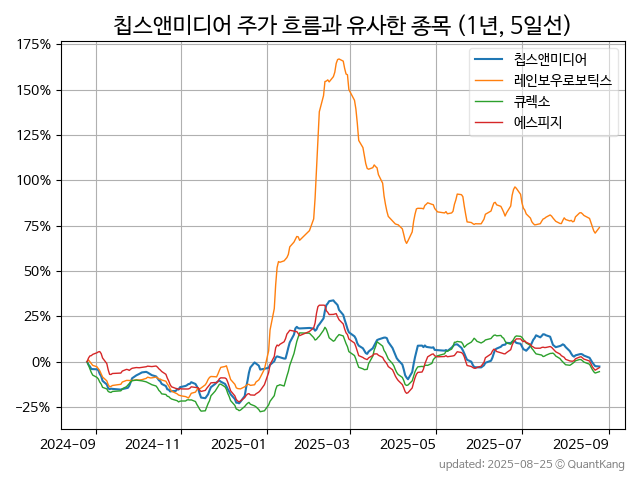 칩스앤미디어 주가 흐름과 유사한 종목 (1년, 5일선)
175%
150%
125%
100%
75%
50%
25%
0%
−25%
칩스앤미디어
레인보우로보틱스
큐렉소
에스피지
2024−09
2024−11
2025−01
2025−03
2025−05
2025−07
2025−09
updated: 2025-08-25 © QuantKang